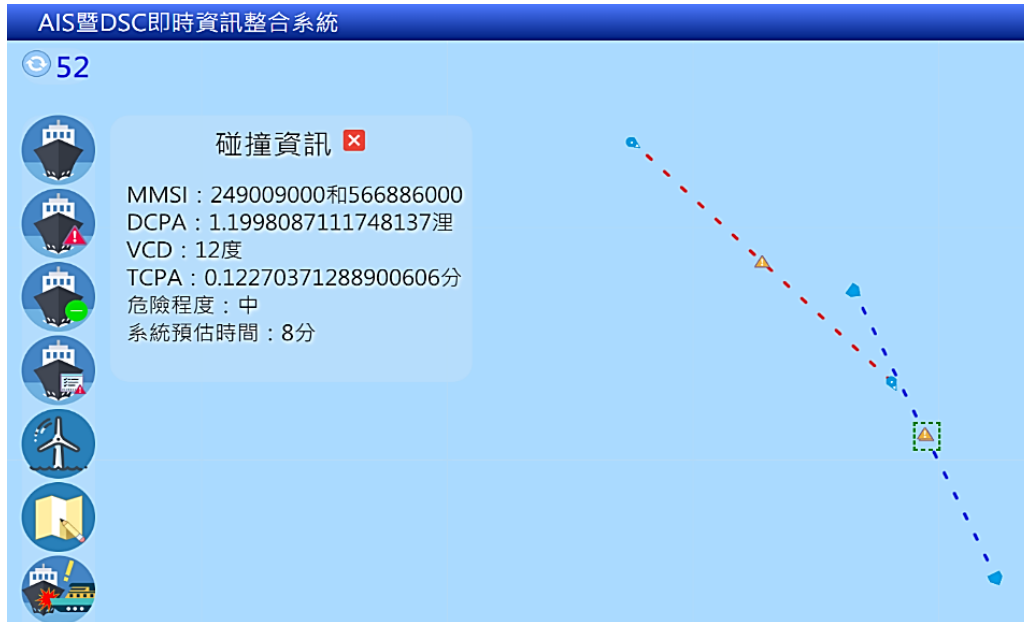 AIS暨DSC即時資訊整合系統
52
碰撞資訊
MMSI：249009000和566886000
DCPA：1.1998087111748137浬
VCD：12度
TCPA：0.12270371288900606分
危險程度：中
系統預估時間：8分